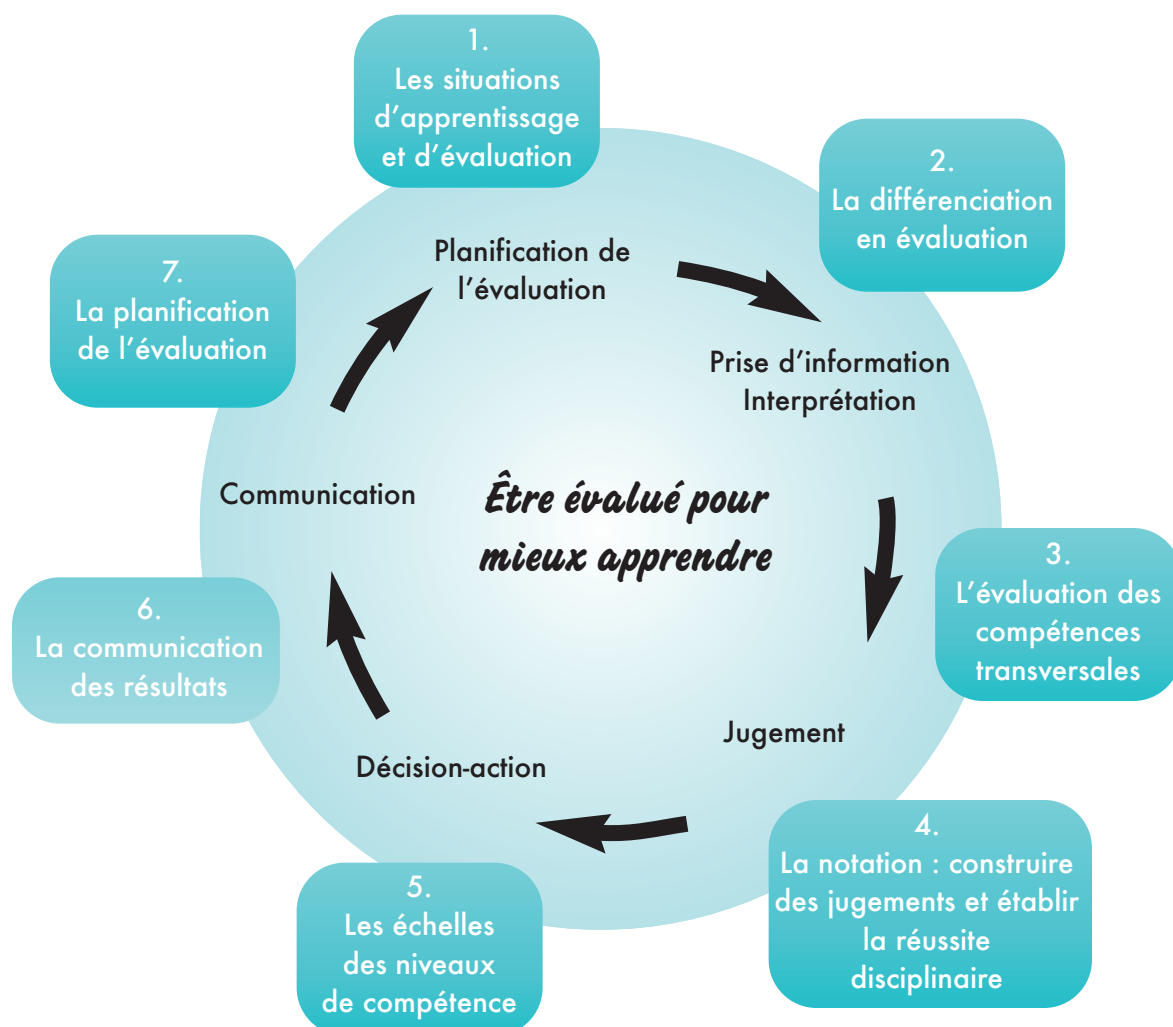 1.
Les situations
d’apprentissage
et d’évaluation
2.
La différenciation
en évaluation
7.
La planification
de l’évaluation
Planification de
l’évaluation
Prise d’information
Interprétation
Communication
Être évalué pour
mieux apprendre
3.
L’évaluation des
compétences
transversales
6.
La communication
des résultats
Jugement
Décision-action
4.
La notation : construire
des jugements et établir
la réussite
disciplinaire
5.
Les échelles
des niveaux
de compétence